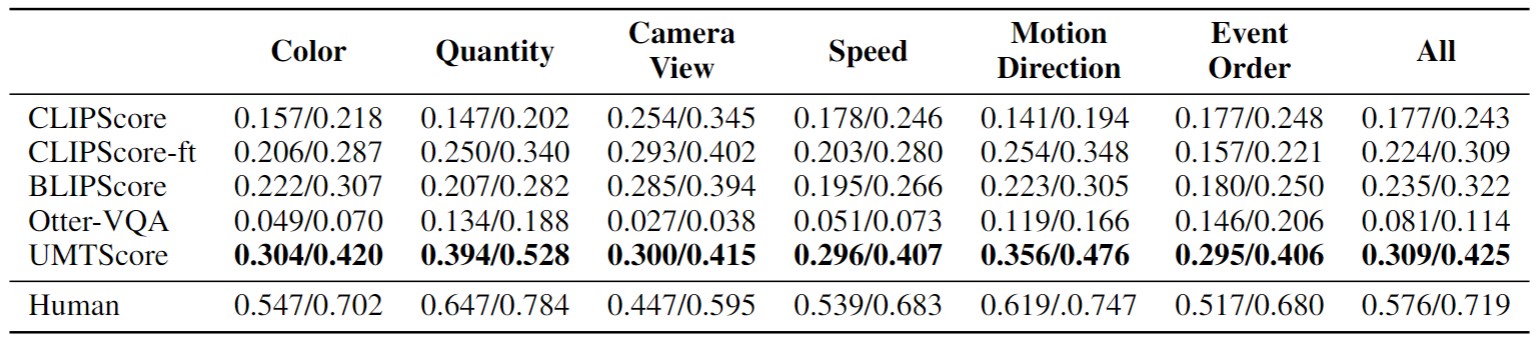 Color Quantity Camera View Speed Motion Direction Event Order All
CLIPScore 0.157/0.218 0.147/0.202 0.254/0.345 0.178/0.246 0.141/0.194 0.177/0.248 0.177/0.243
CLIPScore-ft 0.206/0.287 0.250/0.340 0.293/0.402 0.203/0.280 0.254/0.348 0.157/0.221 0.224/0.309
BLIPScore 0.222/0.307 0.207/0.282 0.285/0.394 0.195/0.266 0.223/0.305 0.180/0.250 0.235/0.322
Otter-VQA 0.049/0.070 0.134/0.188 0.027/0.038 0.051/0.073 0.119/0.166 0.146/0.206 0.081/0.114
UMTScore 0.304/0.420 0.394/0.528 0.300/0.415 0.296/0.407 0.356/0.476 0.295/0.406 0.309/0.425
Human 0.547/0.702 0.647/0.784 0.447/0.595 0.539/0.683 0.619/.0.747 0.517/0.680 0.576/0.719